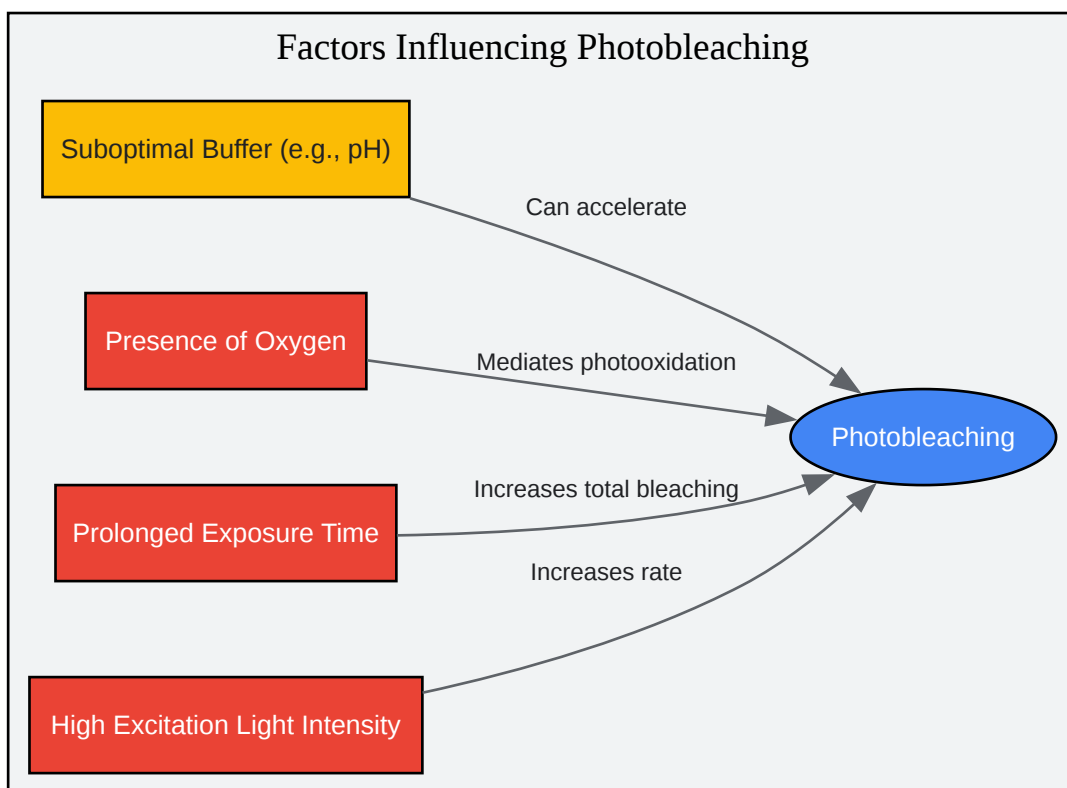 Factors Influencing Photobleaching
Suboptimal Buffer (e.g., pH)
Can accelerate
Presence of Oxygen
Mediates photooxidation
Photobleaching
Prolonged Exposure Time
Increases total bleaching
Increases rate
High Excitation Light Intensity